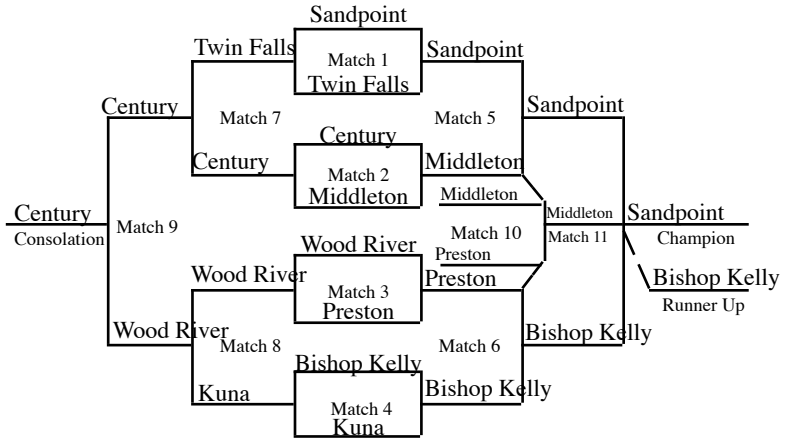 Sandpoint
Twin Falls
Match 1
Sandpoint
Twin Falls
Century
Match 7
Match 5
Sandpoint
Century
Century
Match 2
Middleton
Middleton
Middleton
Century
Consolation
Match 9
Middleton
Sandpoint
Match 10
Match 11
Champion
Wood River
Preston
Wood River
Match 3
Preston
Preston
Bishop Kelly
Runner Up
Wood River
Match 8
Match 6
Bishop Kelly
Bishop Kelly
Kuna
Match 4
Bishop Kelly
Kuna